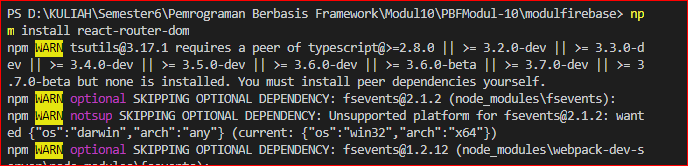 PS D:\KULIAH\Semester6\Pemrograman Berbasis Framework\Modul10\PBFModul-10\modulfirebase> np
m install react-router-dom
npm WARN tsutils@3.17.1 requires a peer of typescript@>=2.8.0 || >= 3.2.0-dev || >= 3.3.0-d
ev || >= 3.4.0-dev || >= 3.5.0-dev || >= 3.6.0-dev || >= 3.6.0-beta || >= 3.7.0-dev || >= 3
.7.0-beta but none is installed. You must install peer dependencies yourself.
npm WARN optional SKIPPING OPTIONAL DEPENDENCY: fsevents@2.1.2 (node_modules\fsevents):
npm WARN notsup SKIPPING OPTIONAL DEPENDENCY: Unsupported platform for fsevents@2.1.2: want
ed {"os":"darwin","arch":"any"} (current: {"os":"win32","arch":"x64"})
npm WARN optional SKIPPING OPTIONAL DEPENDENCY: fsevents@1.2.12 (node_modules\webpack-dev-s
erver\node_modules\fsevents):